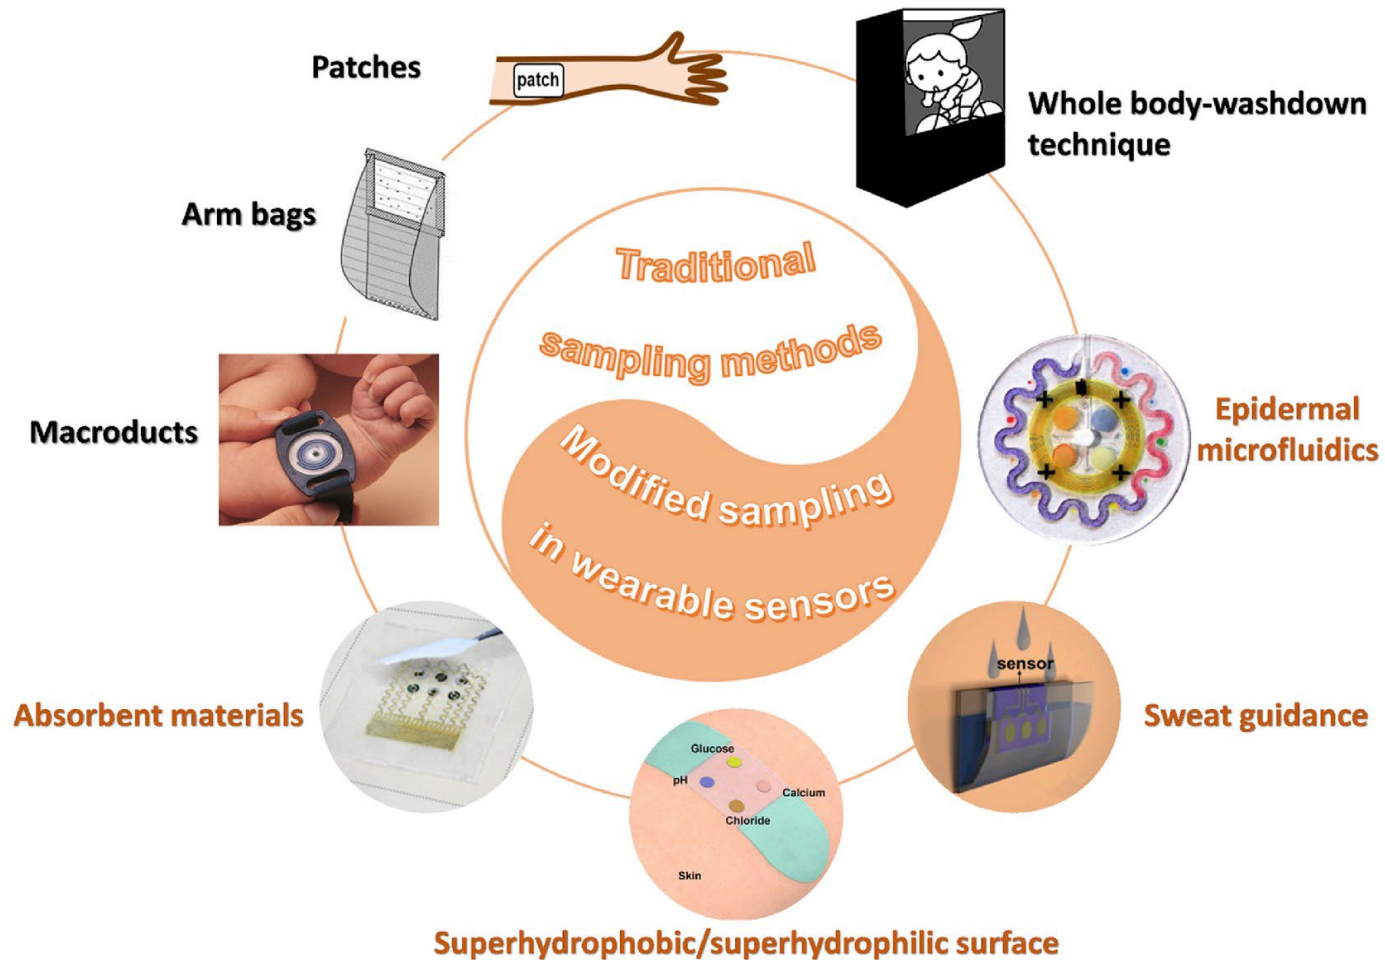 Patches
patch
Whole body-washdown
technique
Arm bags
Traditional
sampling methods
Macroducts
Epidermal
microfluidics
Modified sampling
in wearable sensors
Absorbent materials
sensor
Sweat guidance
Glucose
pH
Calcium
Chloride
Skin
Superhydrophobic/superhydrophilic surface